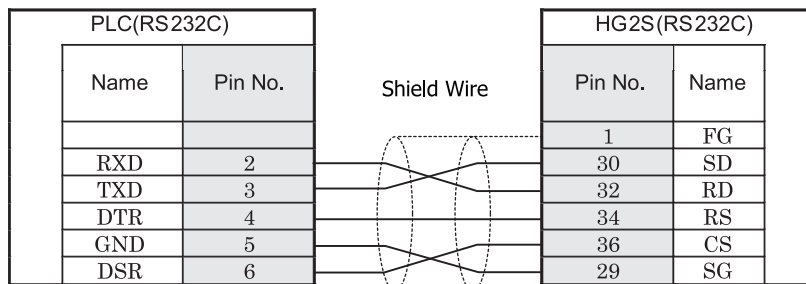 PLC(RS232C) HG2S(RS232C)
Name Pin No. Shield Wire Pin No. Name
1 FG
RXD 2 30 SD
TXD 3 32 RD
DTR 4 34 RS
GND 5 36 CS
DSR 6 29 SG